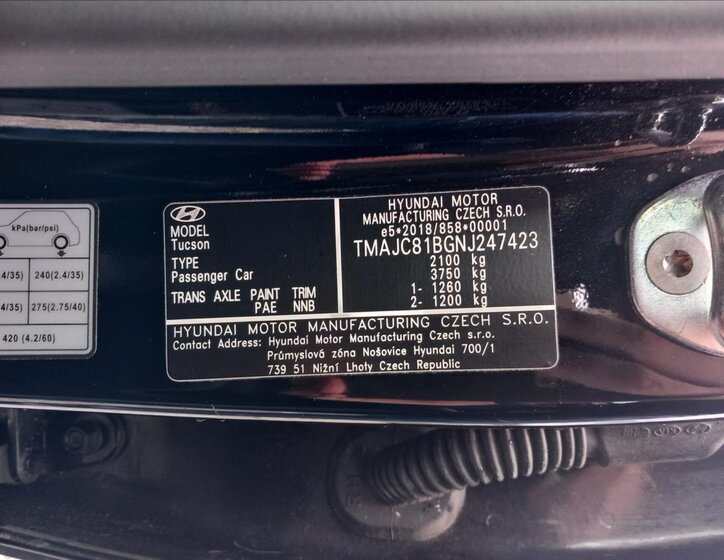 kPa(bar/psi)
240(2.4/35)
275(2.75/40)
420 (4.2/60)
MODEL
Tucson
TYPE
Passenger Car
TRANS AXLE PAINT TRIM
PAE NNB
HYUNDAI MOTOR
MANUFACTURING CZECH S.R.O.
e5*2018/858*00001
TMAJC81BGNJ247423
2100 kg
3750 kg
1- 1260 kg
2- 1200 kg
HYUNDAI MOTOR MANUFACTURING CZECH S.R.O.
Contact Address: Hyundai Motor Manufacturing Czech s.r.o.
Průmyslová zóna Nošovice Hyundai 700/1
739 51 Nižní Lhoty Czech Republic